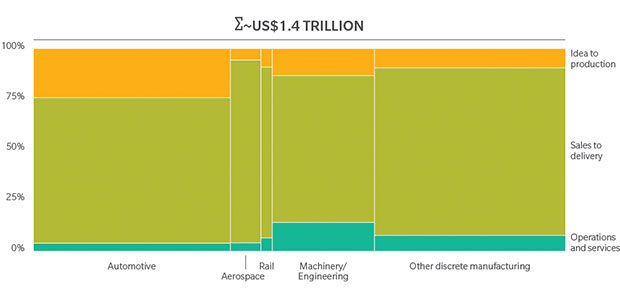 Σ~US$1.4 TRILLION
100%
75%
50%
25%
0%
Idea to
production
Sales to
delivery
Operations
and services
Automotive
Aerospace
Rail
Machinery/
Engineering
Other discrete manufacturing